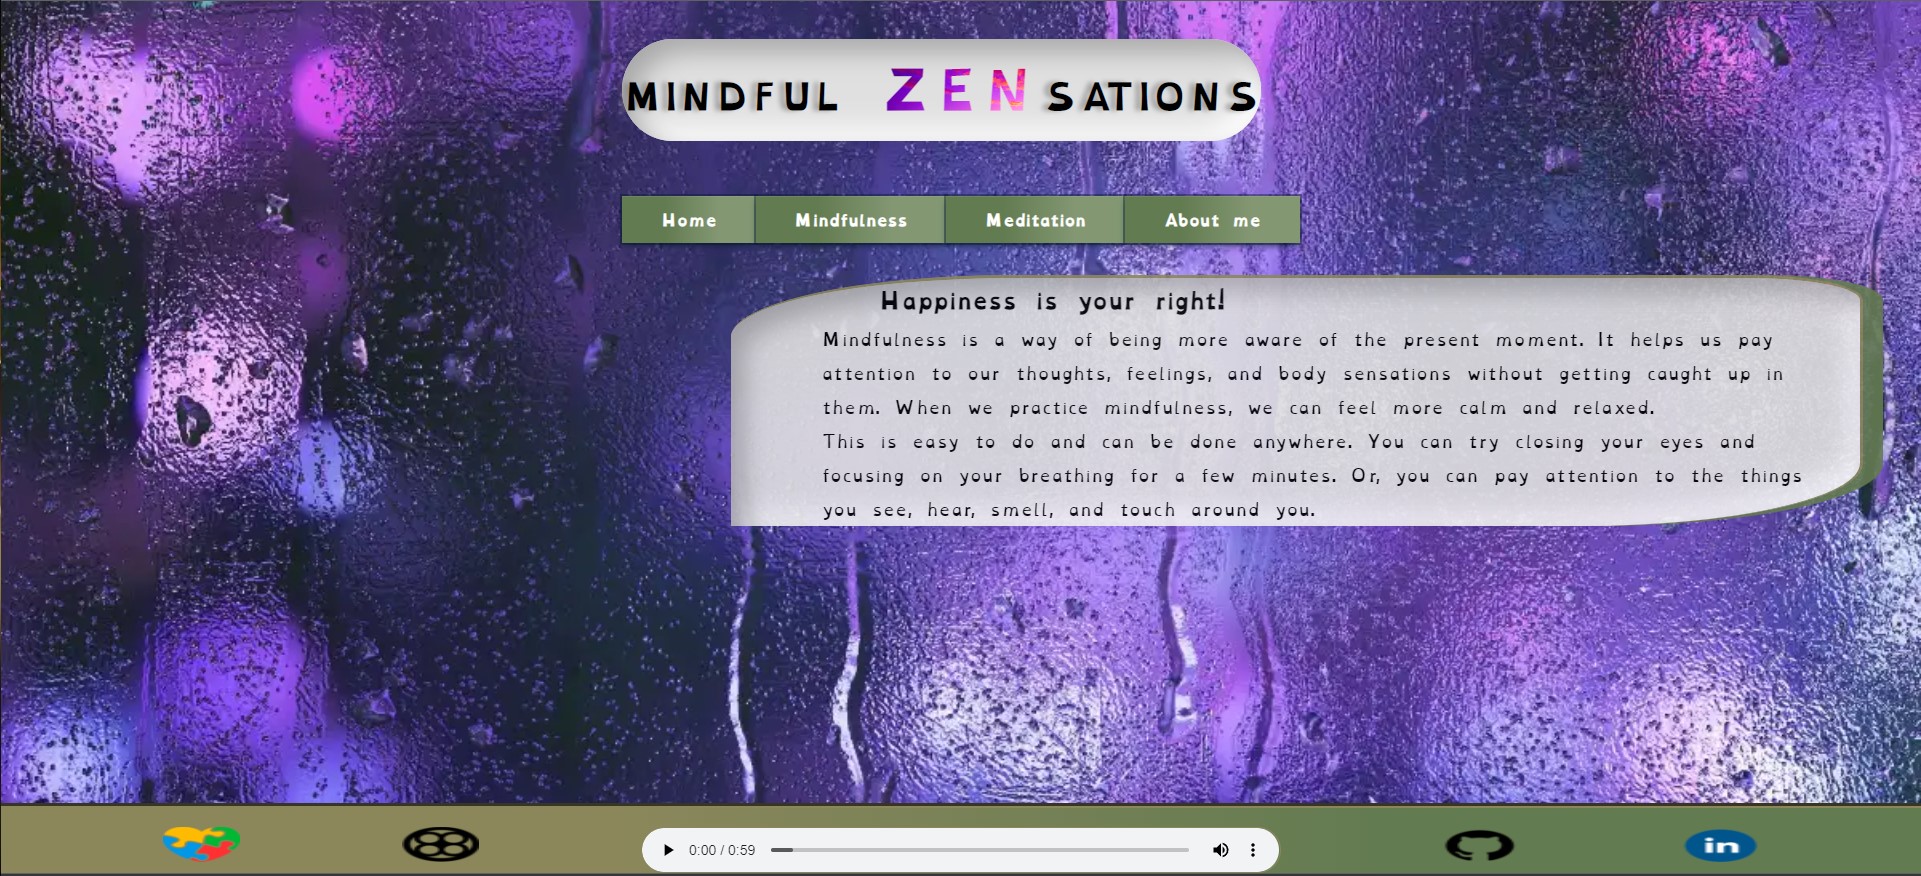 MINDFUL ZEN SATIONS
Home Mindfulness Meditation About me
Happiness is your right!
Mindfulness is a way of being more aware of the present moment. It helps us pay
attention to our thoughts, feelings, and body sensations without getting caught up in
them. When we practice mindfulness, we can feel more calm and relaxed.
This is easy to do and can be done anywhere. You can try closing your eyes and
focusing on your breathing for a few minutes. Or, you can pay attention to the things
you see, hear, smell, and touch around you.
0:00 / 0:59
in